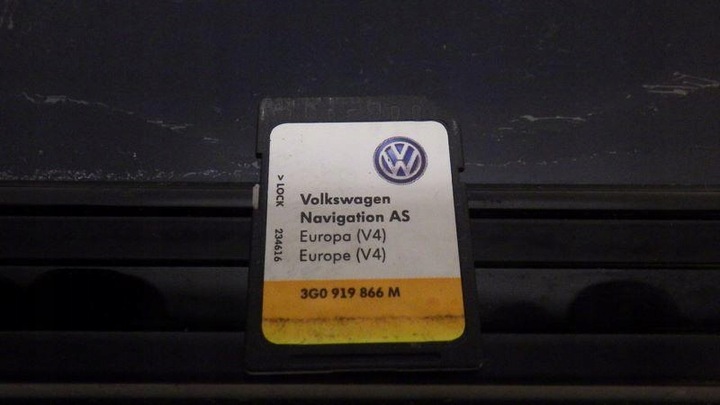 > LOCK
234616
Volkswagen
Navigation AS
Europa (V4)
Europe (V4)
3G0 919 866 M